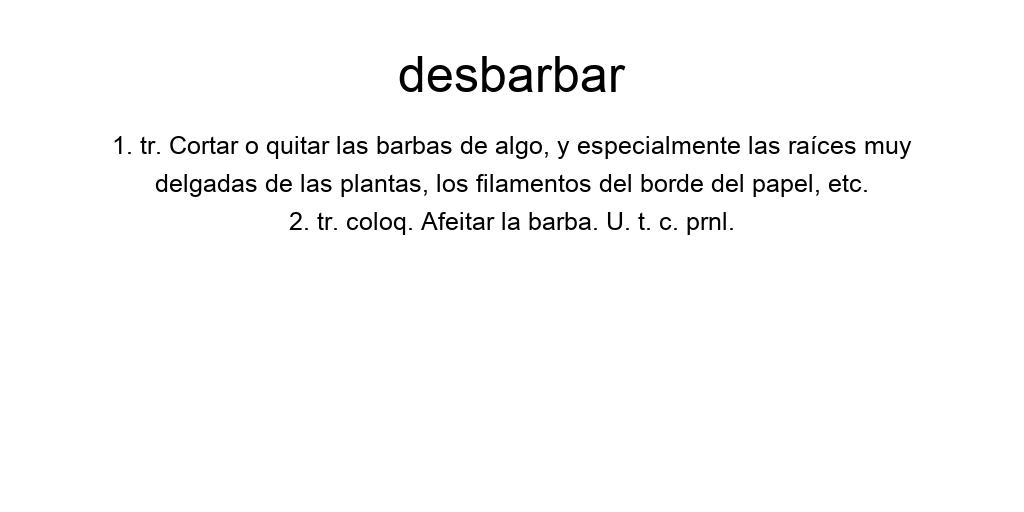 desbarbar
1. tr. Cortar o quitar las barbas de algo, y especialmente las raíces muy
delgadas de las plantas, los filamentos del borde del papel, etc.
2. tr. coloq. Afeitar la barba. U. t. c. prnl.